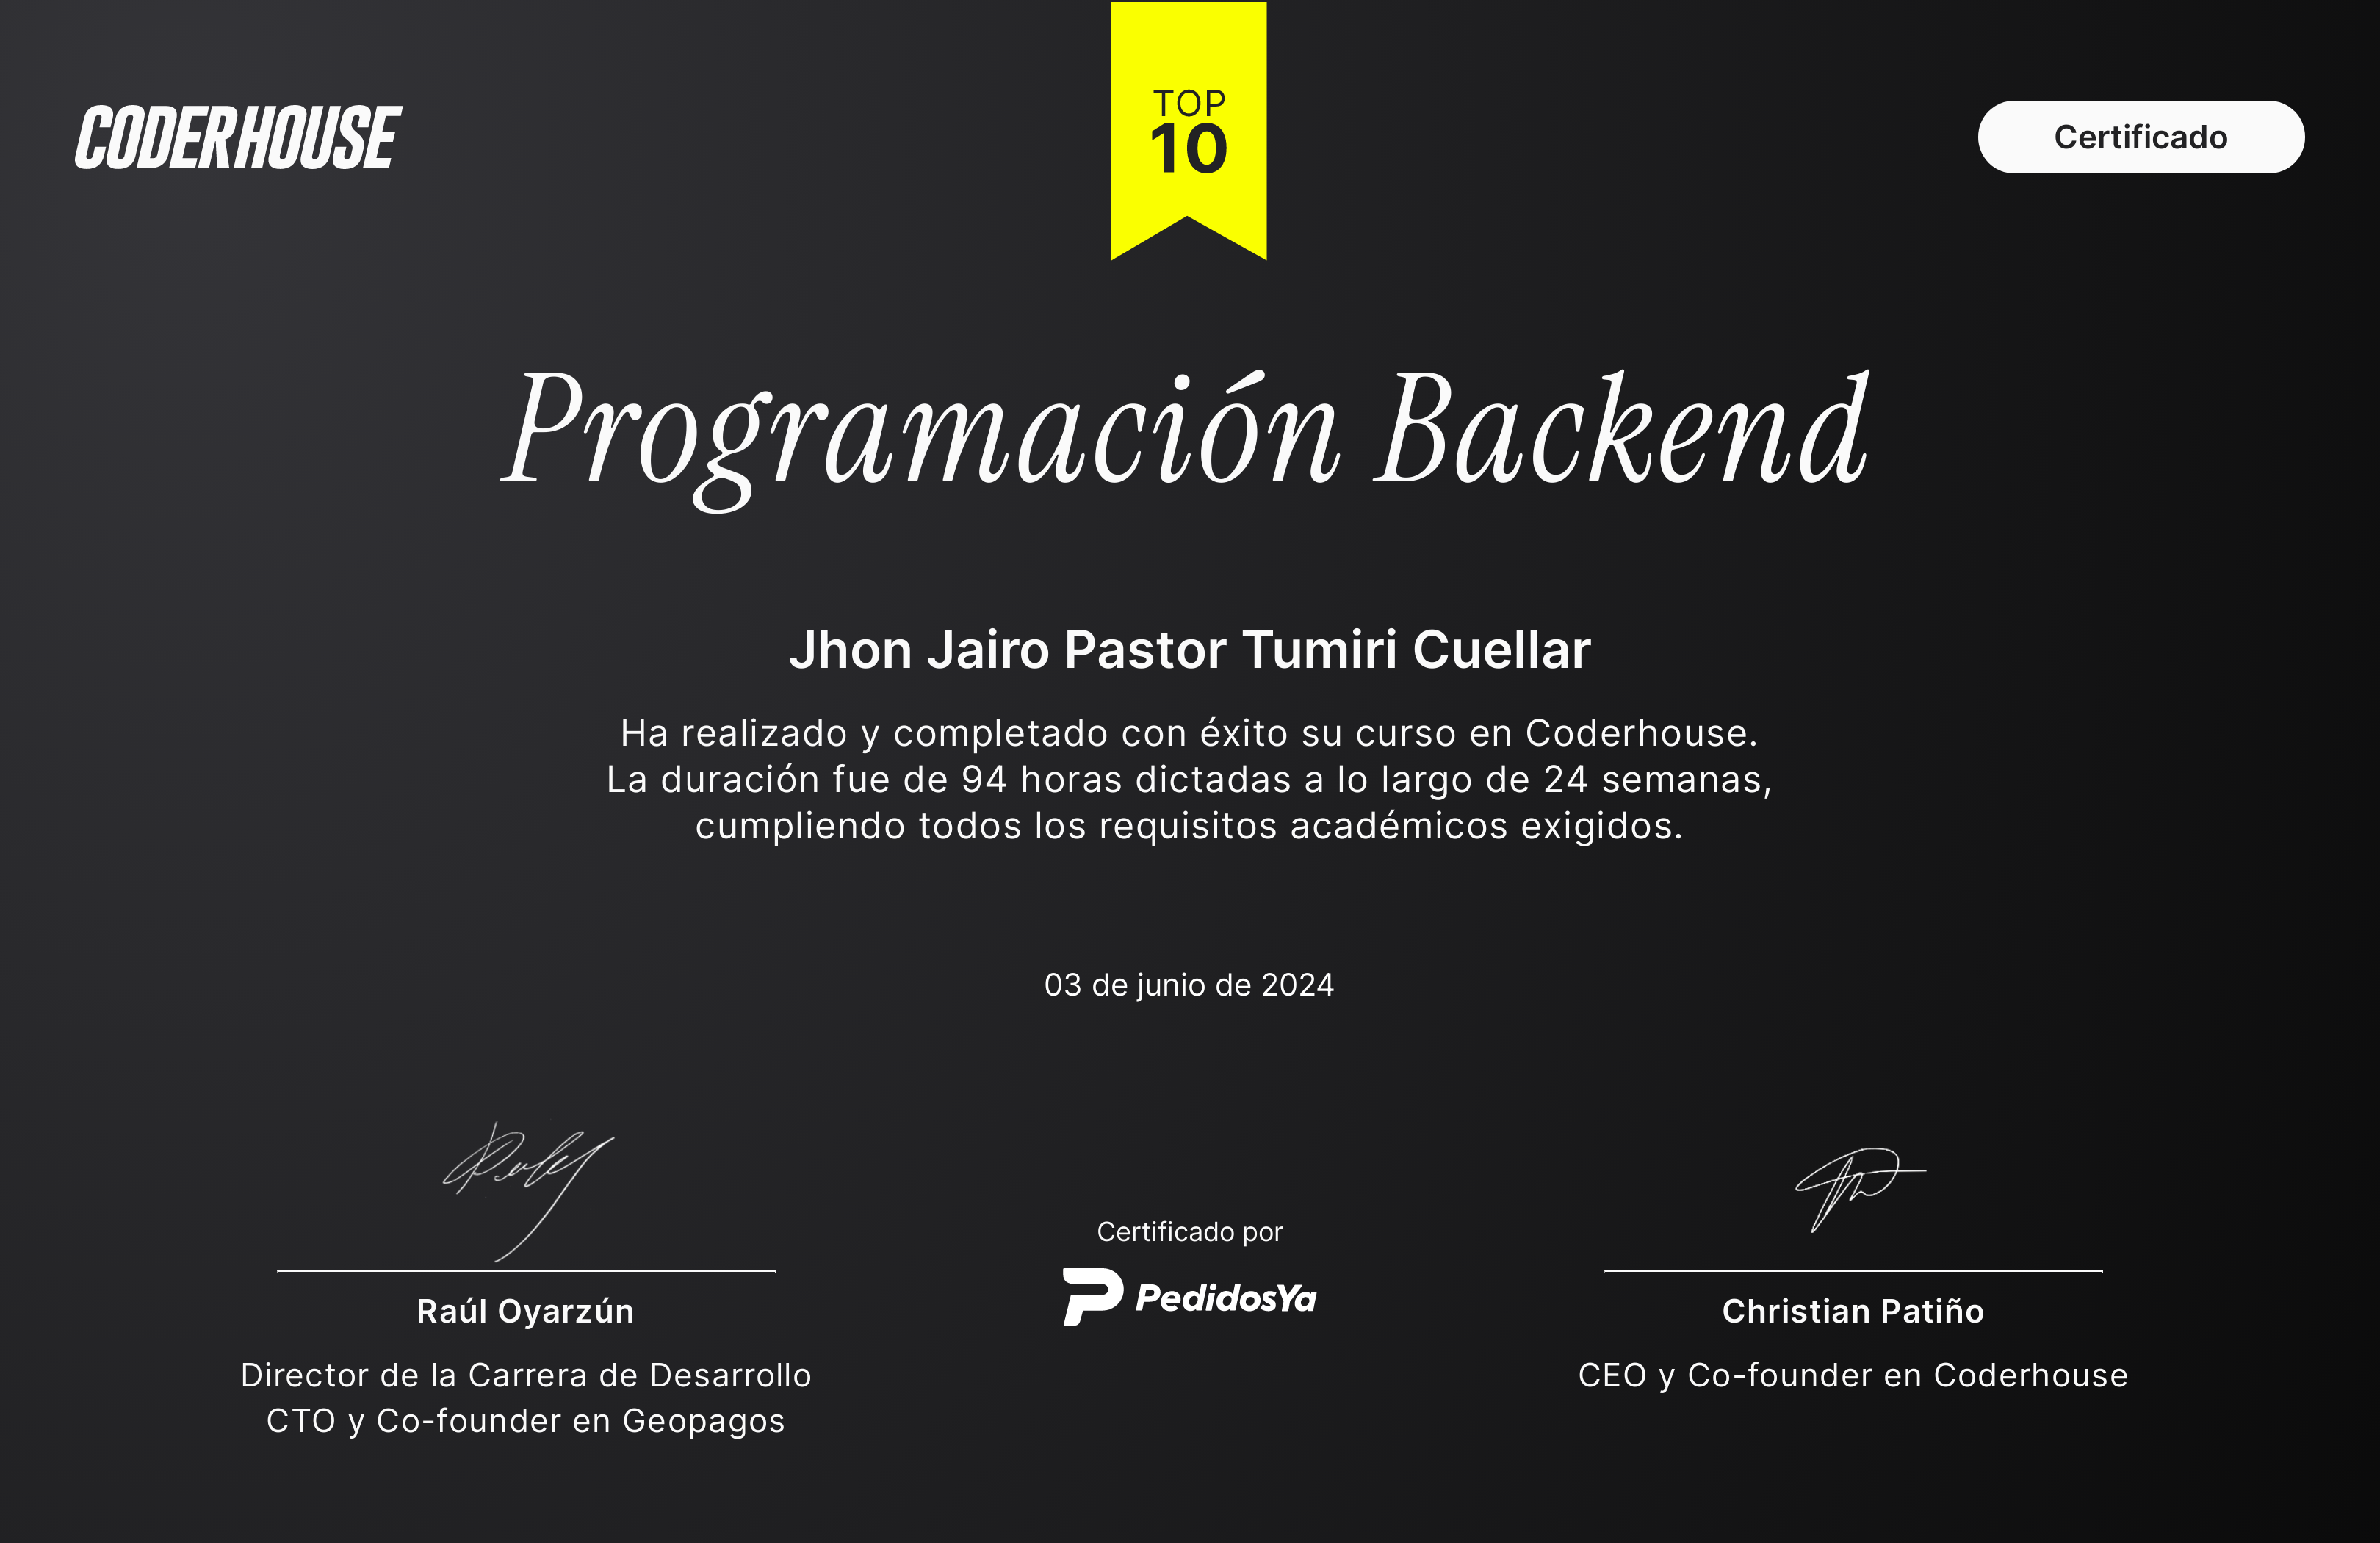 CODERHOUSE
TOP
10
Certificado
Programación Backend
Jhon Jairo Pastor Tumiri Cuellar
Ha realizado y completado con éxito su curso en Coderhouse.
La duración fue de 94 horas dictadas a lo largo de 24 semanas,
cumpliendo todos los requisitos académicos exigidos.
03 de junio de 2024
Raúl Oyarzún
Director de la Carrera de Desarrollo
CTO y Co-founder en Geopagos
Certificado por
PedidosYa
Christian Patiño
CEO y Co-founder en Coderhouse